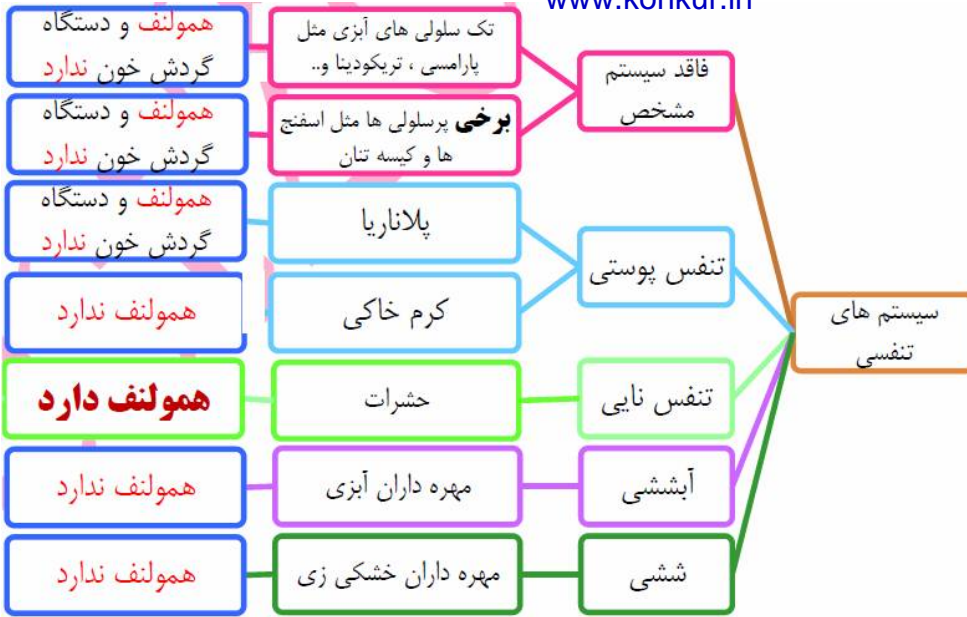 www.konkur.in
سیستم های
تنفسی
فاقد سیستم
مشخص
تک سلولی های آبزی مثل
پارامسی ، تریکودینا و..
همولنف و دستگاه
گردش خون ندارد
برخی پرسلولی ها مثل اسفنج
ها و کیسه تنان
همولنف و دستگاه
گردش خون ندارد
تنفس پوستی
پلاناریا
همولنف و دستگاه
گردش خون ندارد
کرم خاکی
همولنف ندارد
تنفس نایی
حشرات
همولنف دارد
آبششی
مهره داران آبزی
همولنف ندارد
ششی
مهره داران خشکی زی
همولنف ندارد